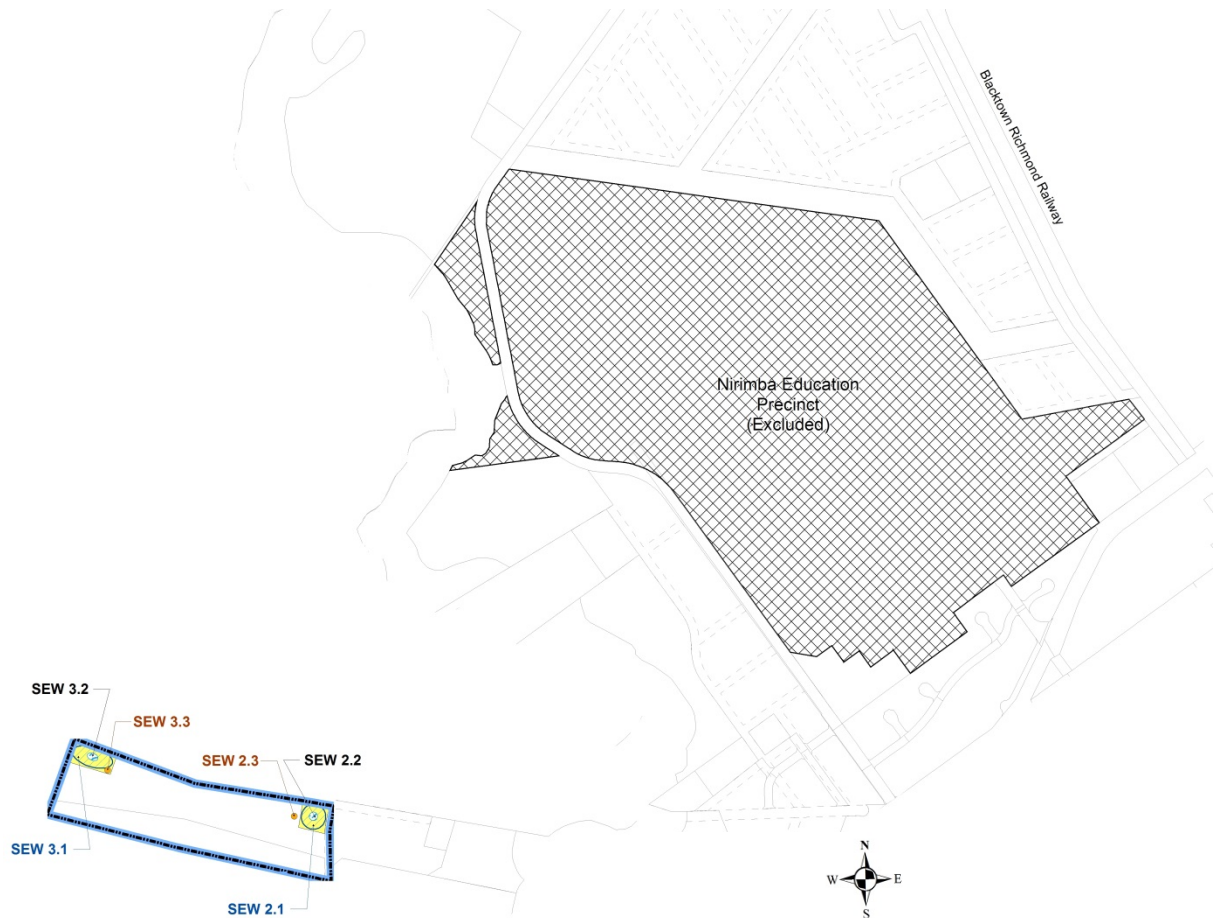 Blacktown Richmond Railway
Nirimba Education
Precinct
(Excluded)
SEW 3.2
SEW 3.3
SEW 2.3
SEW 2.2
SEW 3.1
SEW 2.1
N
W
E
S